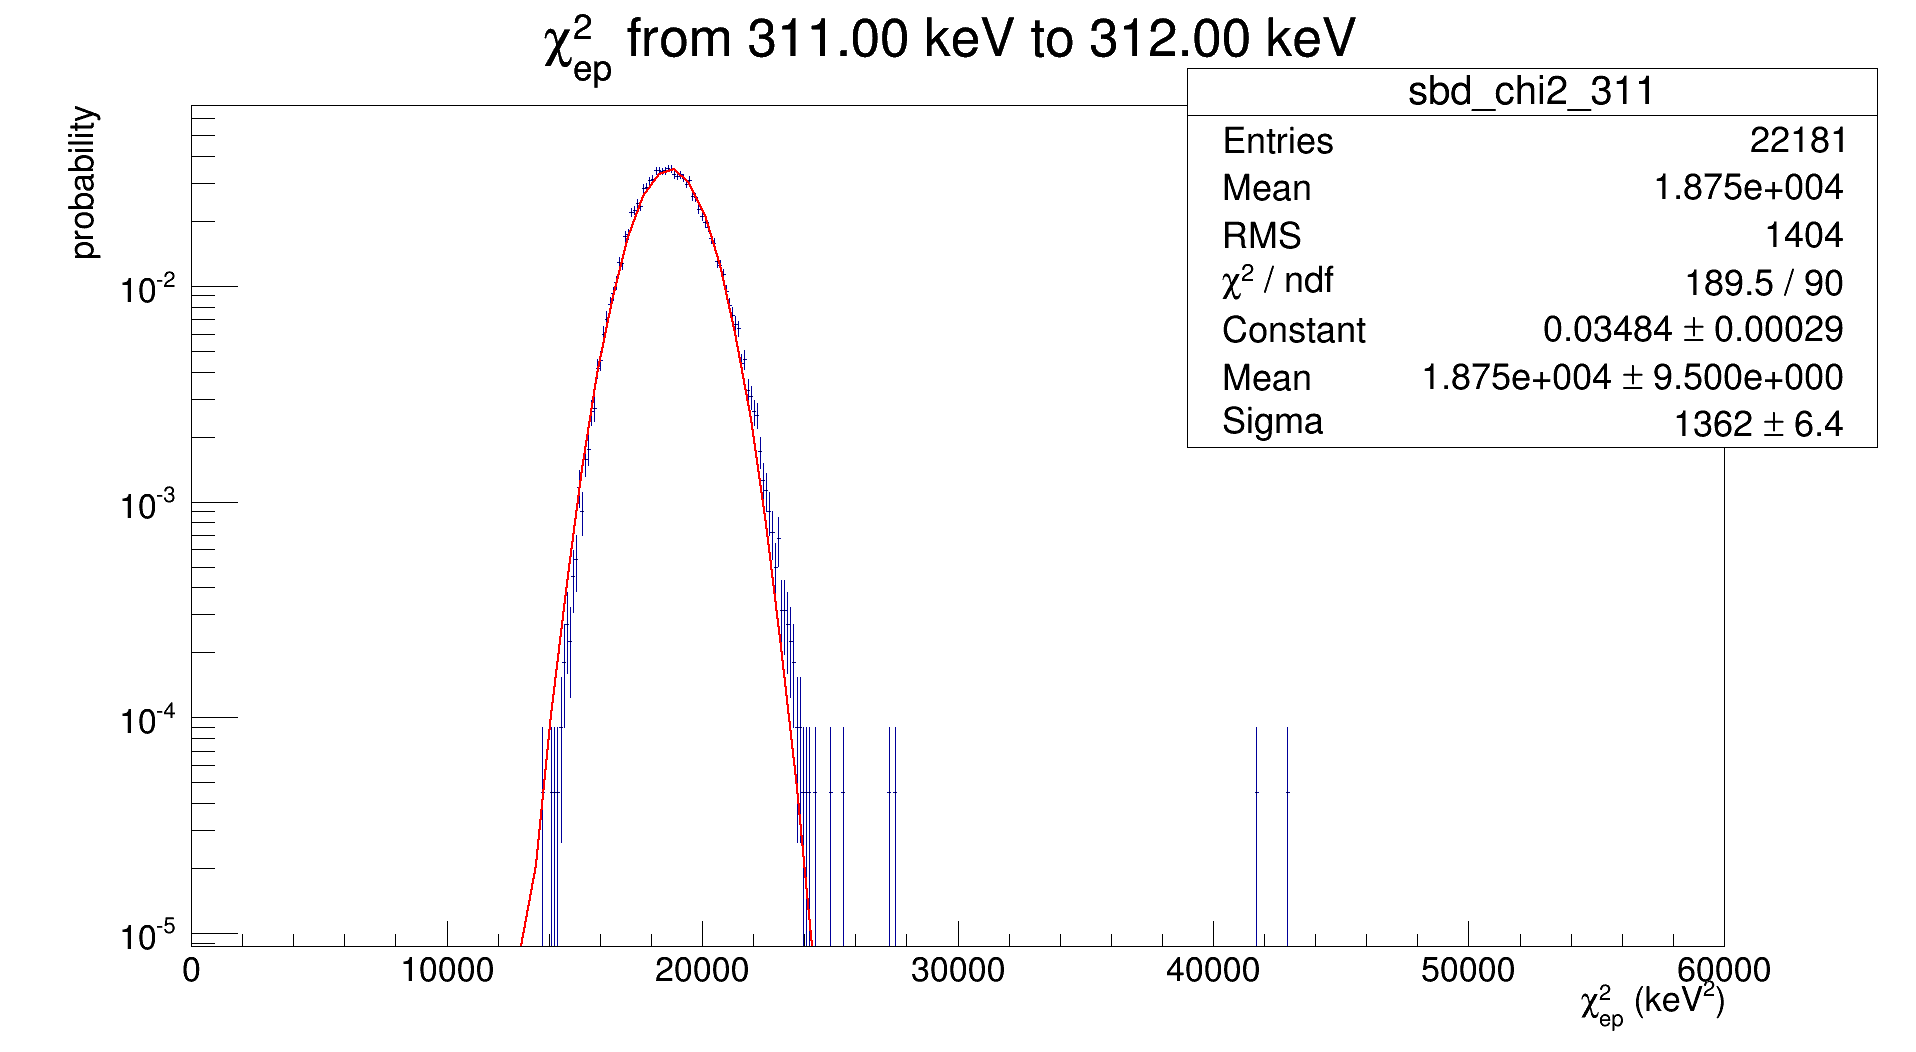 χ²ep from 311.00 keV to 312.00 keV
sbd_chi2_311
Entries 22181
Mean 1.875e+004
RMS 1404
χ² / ndf 189.5 / 90
Constant 0.03484 ± 0.00029
Mean 1.875e+004 ± 9.500e+000
Sigma 1362 ± 6.4
probability
10⁻²
10⁻³
10⁻⁴
10⁻⁵
0 10000 20000 30000 40000 50000 60000
χ²ep (keV²)